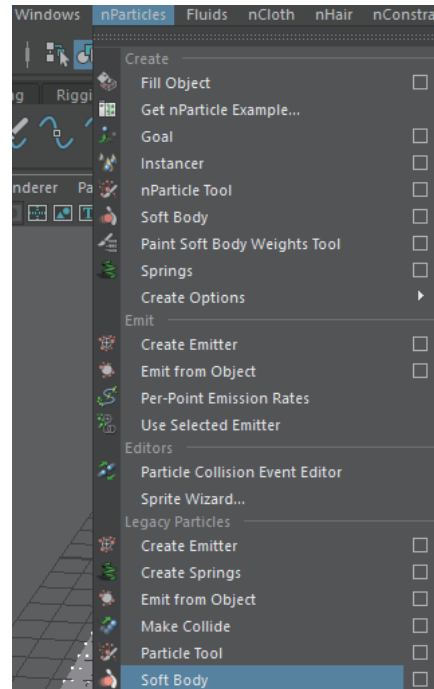 Windows nParticles Fluids nCloth nHair nConstra
Create
ng Riggi
Fill Object
Get nParticle Example...
Goal
Instancer
nderer Pa
nParticle Tool
Soft Body
Paint Soft Body Weights Tool
Springs
Create Options
Emit
Create Emitter
Emit from Object
Per-Point Emission Rates
Use Selected Emitter
Editors
Particle Collision Event Editor
Sprite Wizard...
Legacy Particles
Create Emitter
Create Springs
Emit from Object
Make Collide
Particle Tool
Soft Body